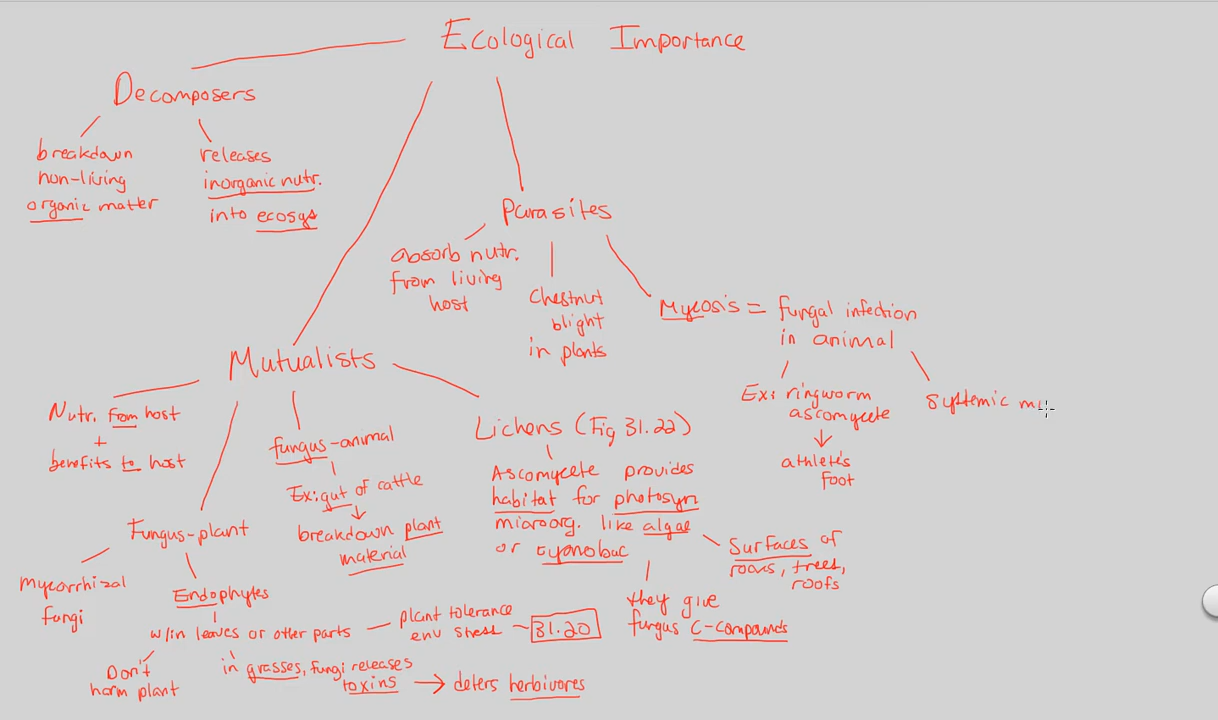 Ecological Importance
Decomposers
breakdown
non-living
organic matter
releases
inorganic nutr.
into ecosys
Parasites
absorb nutr.
from living
host
Chestnut
blight
in plants
Mycosis = fungal infection
in animal
Ex: ringworm
ascomycete
athlete's
foot
Systemic
Mutualists
Nutr. from host
+
benefits to host
Fungus-plant
mycorrhizal
fungi
Endophytes
w/in leaves or other parts
Don't
harm plant
in grasses, fungi releases
toxins → deters herbivores
plant tolerance
env stress
31.20
fungus-animal
Ex: gut of cattle
breakdown plant
material
Lichens (Fig 31.22)
Ascomycete provides
habitat for photosyn
microorg. like algae
or cyanobac
they give
fungus C-compounds
Surfaces of
rocks, trees,
roofs